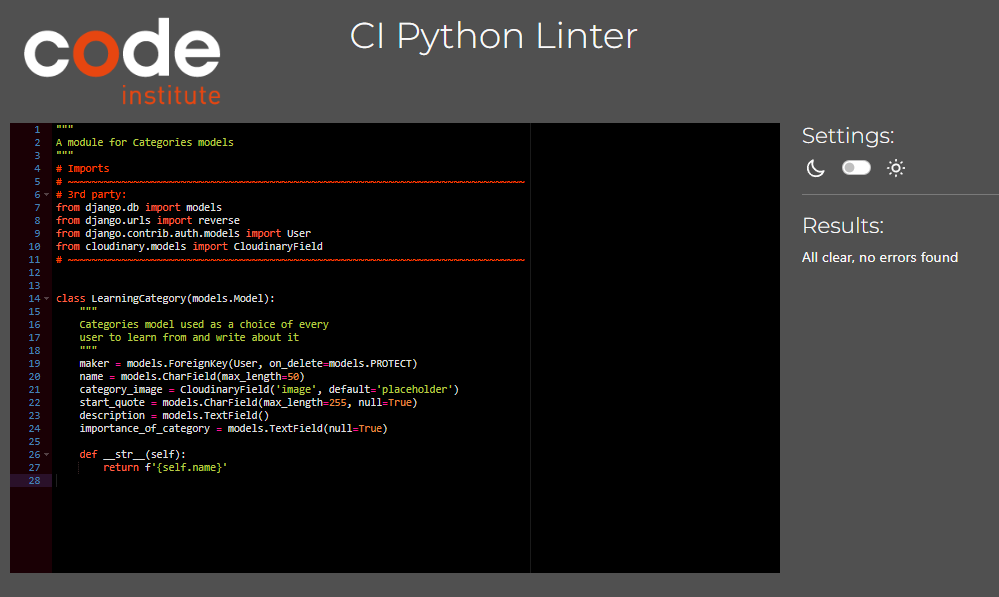 code
institute
CI Python Linter
1 """
2 A module for Categories models
3 """
4 # Imports
5 # ~~~~~~~~~~~~~~~~~~~~~~~~~~~~~~~~~~~~~~~~~~~~~~~~~~~~~~~~~~~~~~~~~~~~~~~~~~~~~
6 # 3rd party:
7 from django.db import models
8 from django.urls import reverse
9 from django.contrib.auth.models import User
10 from cloudinary.models import CloudinaryField
11 # ~~~~~~~~~~~~~~~~~~~~~~~~~~~~~~~~~~~~~~~~~~~~~~~~~~~~~~~~~~~~~~~~~~~~~~~~~~~~~
12
13
14 class LearningCategory(models.Model):
15     """
16     Categories model used as a choice of every
17     user to learn from and write about it
18     """
19     maker = models.ForeignKey(User, on_delete=models.PROTECT)
20     name = models.CharField(max_length=50)
21     category_image = CloudinaryField('image', default='placeholder')
22     start_quote = models.CharField(max_length=255, null=True)
23     description = models.TextField()
24     importance_of_category = models.TextField(null=True)
25
26     def __str__(self):
27         return f'{self.name}'
28
Settings:
Results:
All clear, no errors found